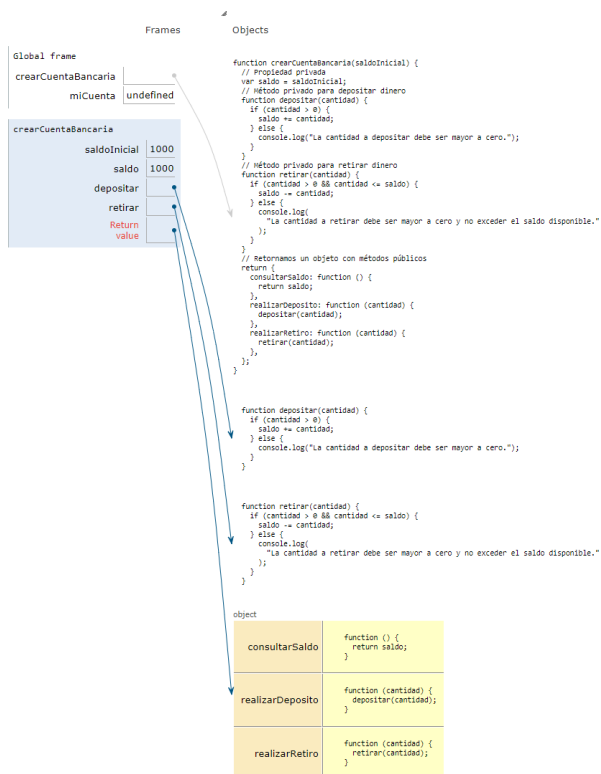 Frames Objects
Global frame
crearCuentaBancaria
miCuenta undefined
crearCuentaBancaria
saldoInicial 1000
saldo 1000
depositar
retirar
Return
value
function crearCuentaBancaria(saldoInicial) {
  // Propiedad privada
  var saldo = saldoInicial;
  // Método privado para depositar dinero
  function depositar(cantidad) {
    if (cantidad > 0) {
      saldo += cantidad;
    } else {
      console.log("La cantidad a depositar debe ser mayor a cero.");
    }
  }
  // Método privado para retirar dinero
  function retirar(cantidad) {
    if (cantidad > 0 && cantidad <= saldo) {
      saldo -= cantidad;
    } else {
      console.log(
        "La cantidad a retirar debe ser mayor a cero y no exceder el saldo disponible."
      );
    }
  }
  // Retornamos un objeto con métodos públicos
  return {
    consultarSaldo: function () {
      return saldo;
    },
    realizarDeposito: function (cantidad) {
      depositar(cantidad);
    },
    realizarRetiro: function (cantidad) {
      retirar(cantidad);
    },
  };
}
function depositar(cantidad) {
    if (cantidad > 0) {
      saldo += cantidad;
    } else {
      console.log("La cantidad a depositar debe ser mayor a cero.");
    }
  }
function retirar(cantidad) {
    if (cantidad > 0 && cantidad <= saldo) {
      saldo -= cantidad;
    } else {
      console.log(
        "La cantidad a retirar debe ser mayor a cero y no exceder el saldo disponible."
      );
    }
  }
object
consultarSaldo
function () {
  return saldo;
}
realizarDeposito
function (cantidad) {
  depositar(cantidad);
}
realizarRetiro
function (cantidad) {
  retirar(cantidad);
}